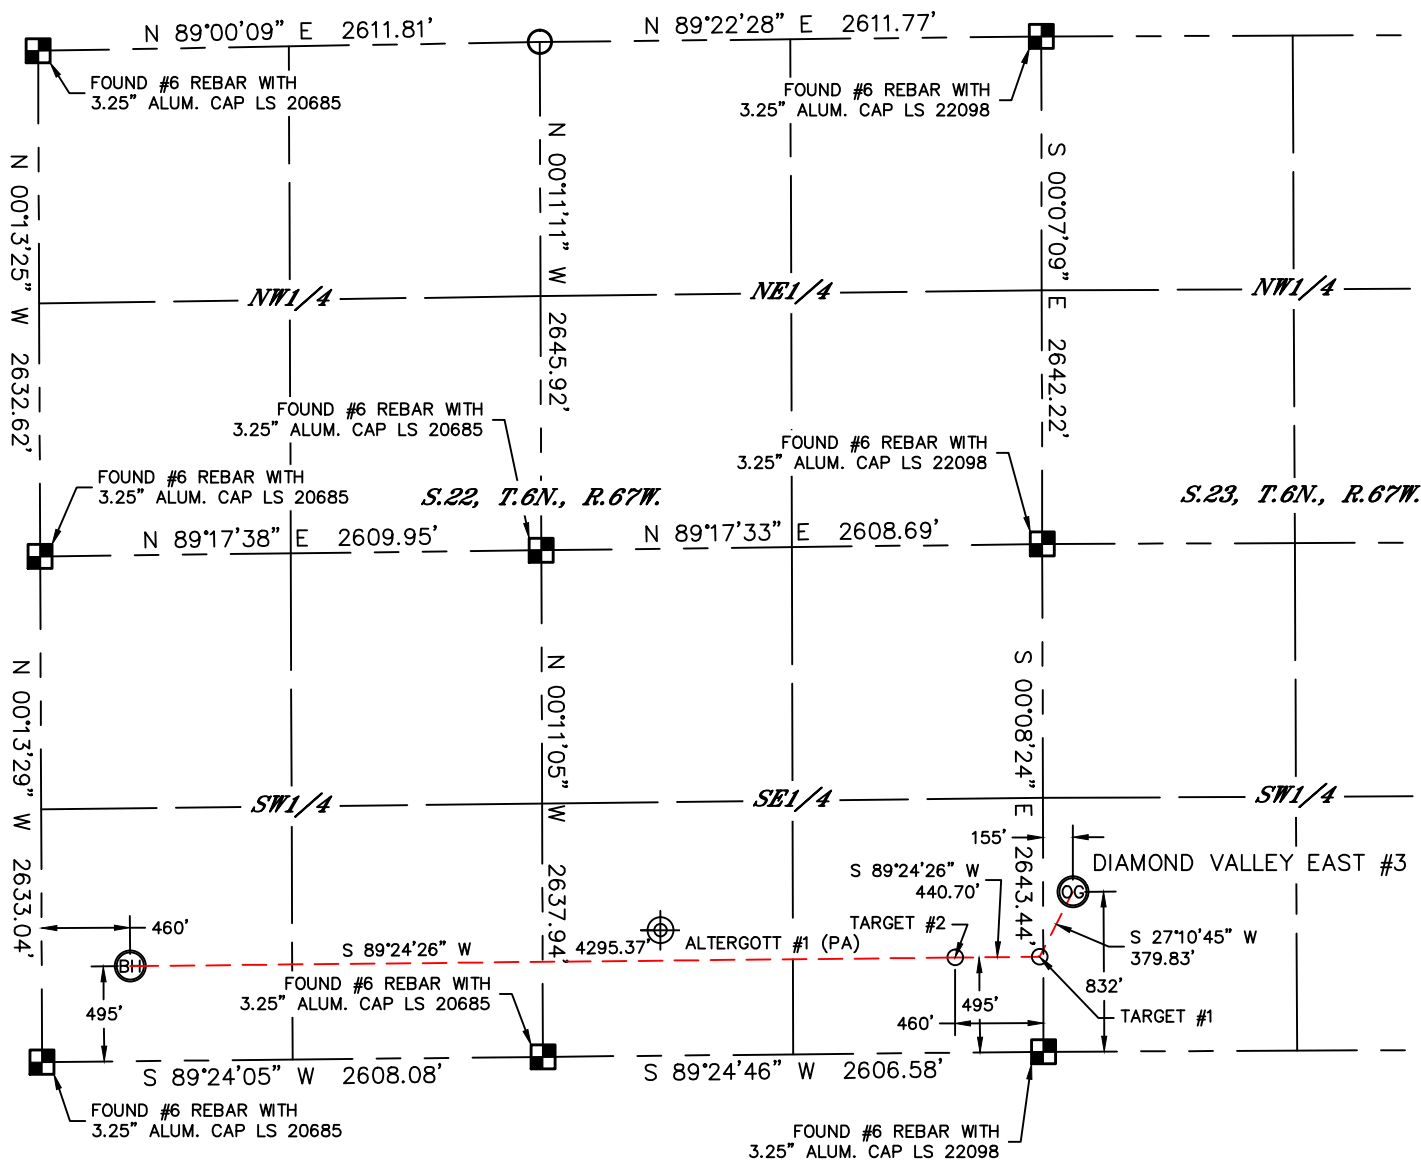 N 89°00'09" E 2611.81'
N 89°22'28" E 2611.77'
FOUND #6 REBAR WITH
3.25" ALUM. CAP LS 20685
FOUND #6 REBAR WITH
3.25" ALUM. CAP LS 22098
N 00°13'25" W 2632.62'
N 00°11'11" W 2645.92'
S 00°07'09" E 2642.22'
NW1/4
NE1/4
NW1/4
FOUND #6 REBAR WITH
3.25" ALUM. CAP LS 20685
FOUND #6 REBAR WITH
3.25" ALUM. CAP LS 22098
FOUND #6 REBAR WITH
3.25" ALUM. CAP LS 20685
S.22, T.6N., R.67W.
S.23, T.6N., R.67W.
N 89°17'38" E 2609.95'
N 89°17'33" E 2608.69'
N 00°13'29" W 2633.04'
N 00°11'05" W 2637.94'
S 00°08'24" E 2643.44'
SW1/4
SE1/4
SW1/4
155'
DIAMOND VALLEY EAST #3
S 89°24'26" W
440.70'
OG
TARGET #2
460'
S 89°24'26" W 4295.37'
ALTERGOTT #1 (PA)
S 27°10'45" W
379.83'
BH
832'
FOUND #6 REBAR WITH
3.25" ALUM. CAP LS 20685
495'
495'
460'
TARGET #1
S 89°24'05" W 2608.08'
S 89°24'46" W 2606.58'
FOUND #6 REBAR WITH
3.25" ALUM. CAP LS 20685
FOUND #6 REBAR WITH
3.25" ALUM. CAP LS 22098